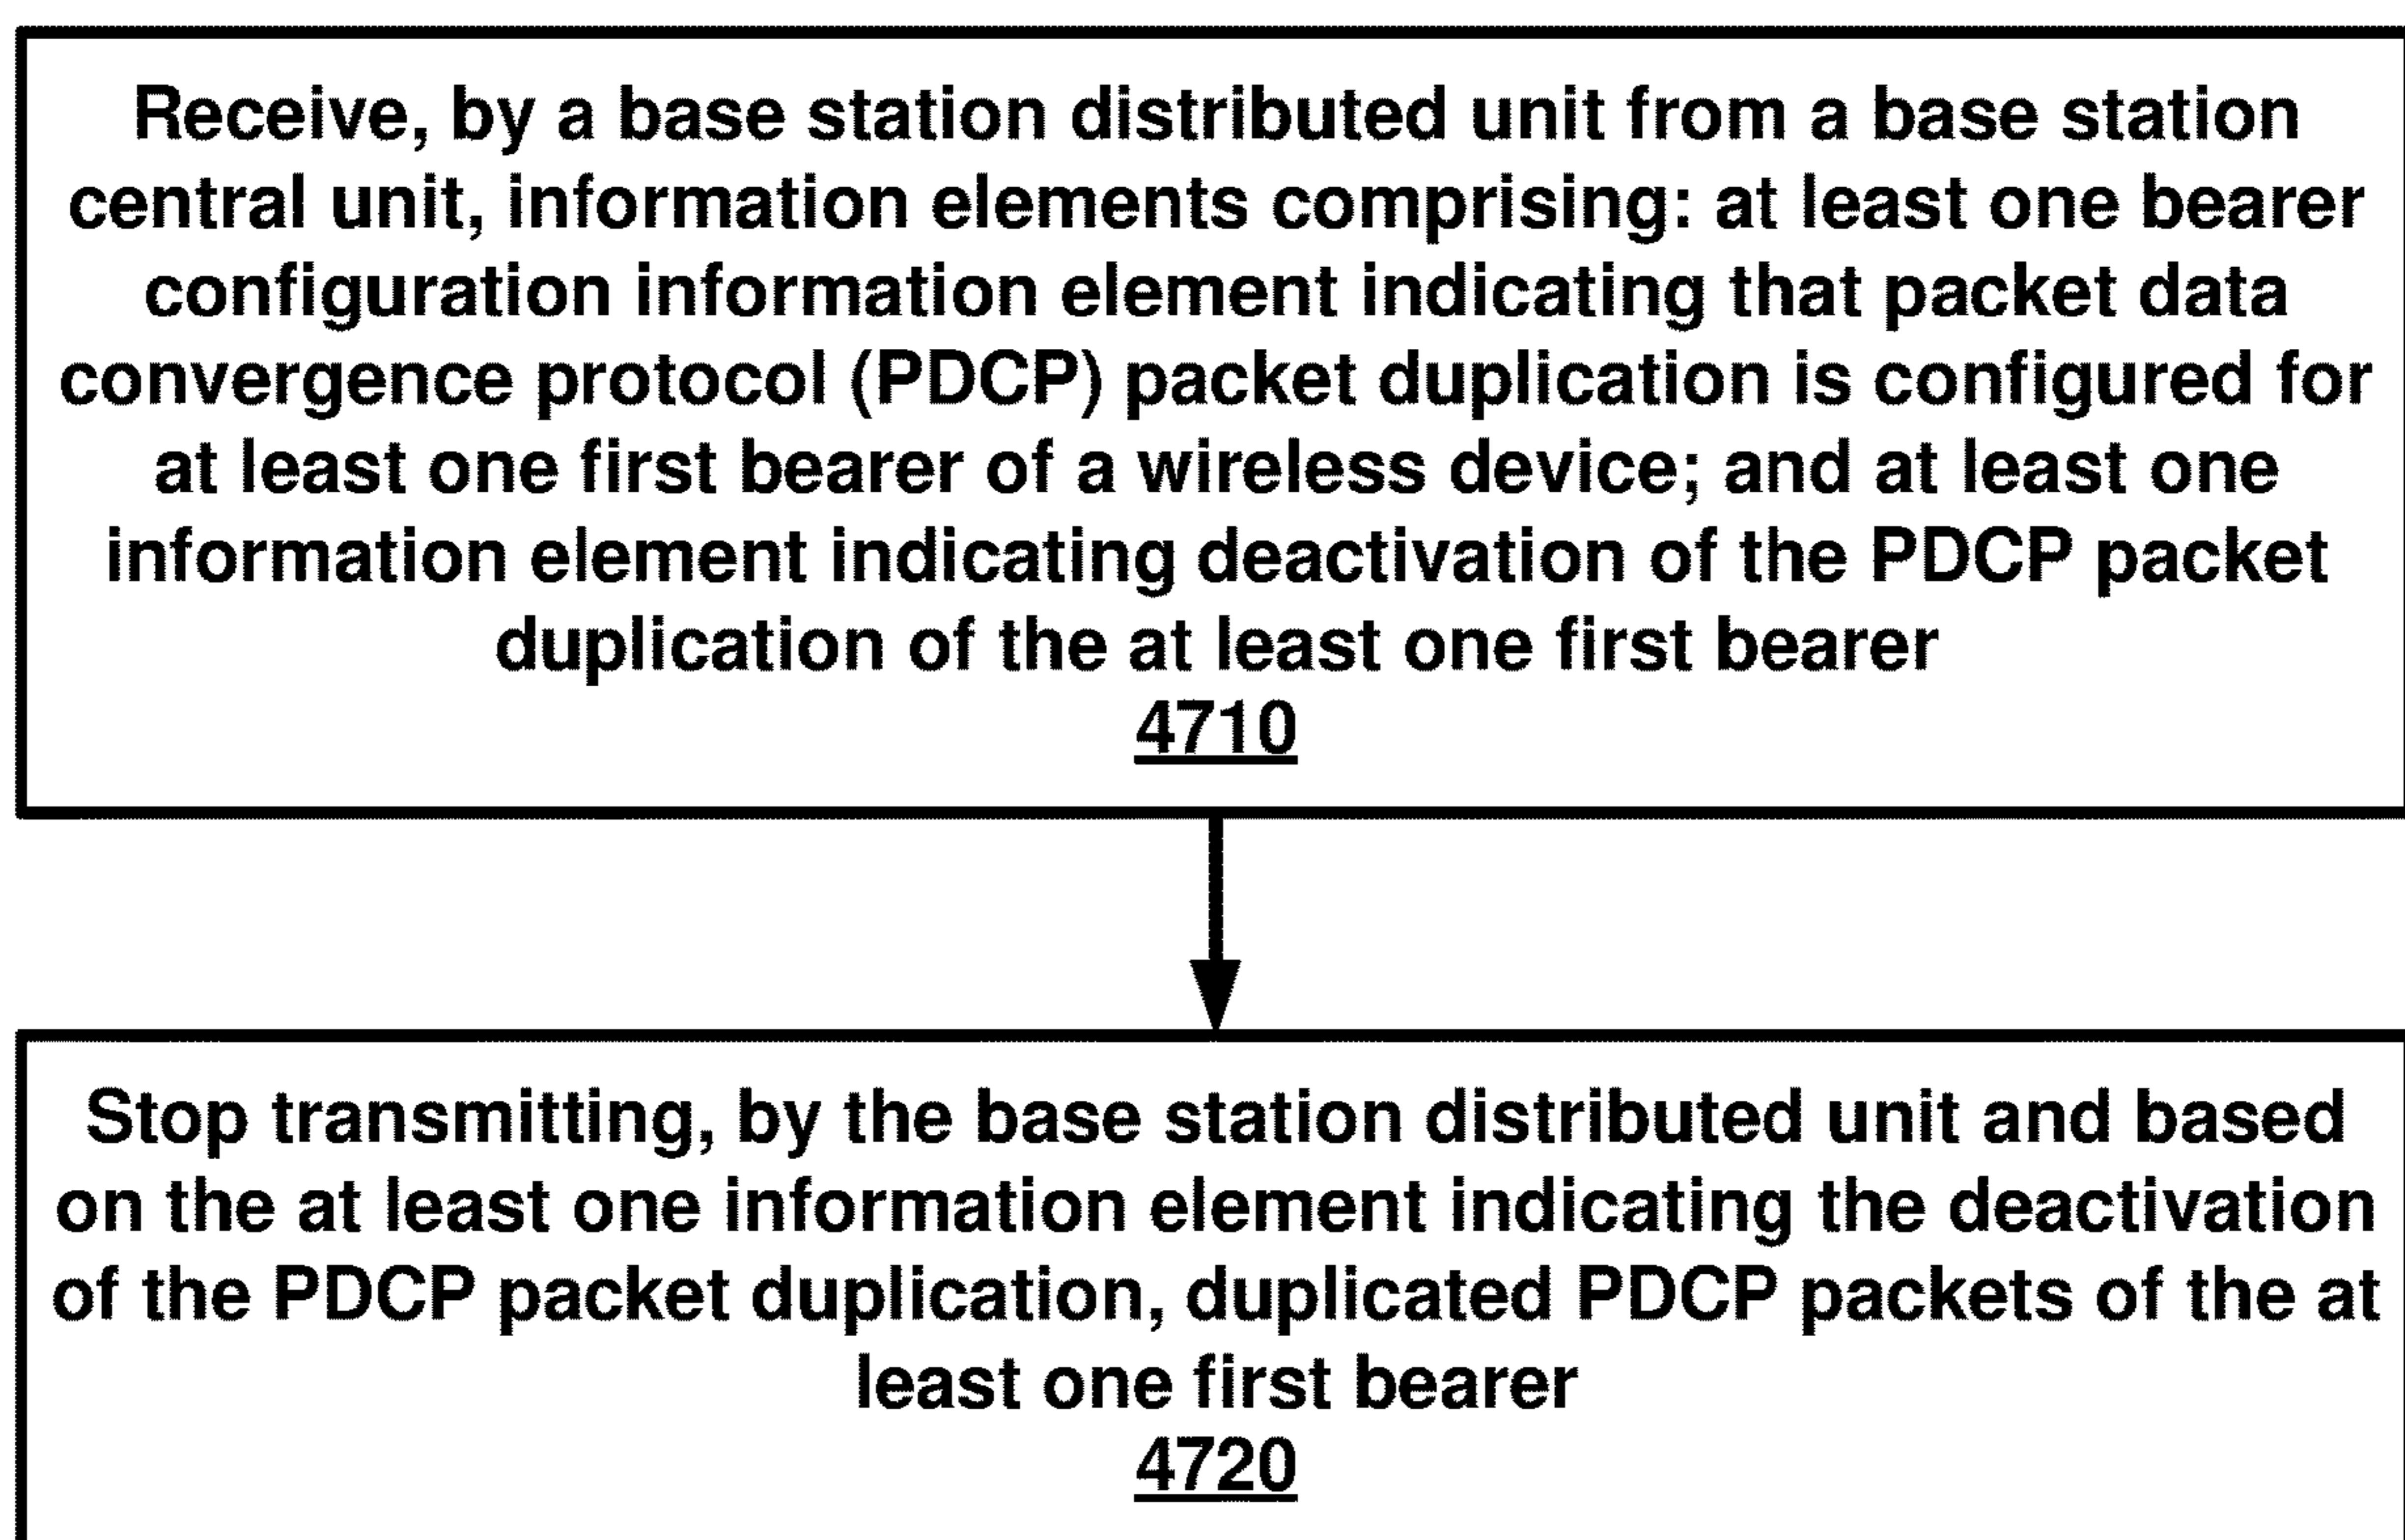 Receive, by a base station distributed unit from a base station
central unit, information elements comprising: at least one bearer
configuration information element indicating that packet data
convergence protocol (PDCP) packet duplication is configured for
at least one first bearer of a wireless device; and at least one
information element indicating deactivation of the PDCP packet
duplication of the at least one first bearer
4710
Stop transmitting, by the base station distributed unit and based
on the at least one information element indicating the deactivation
of the PDCP packet duplication, duplicated PDCP packets of the at
least one first bearer
4720